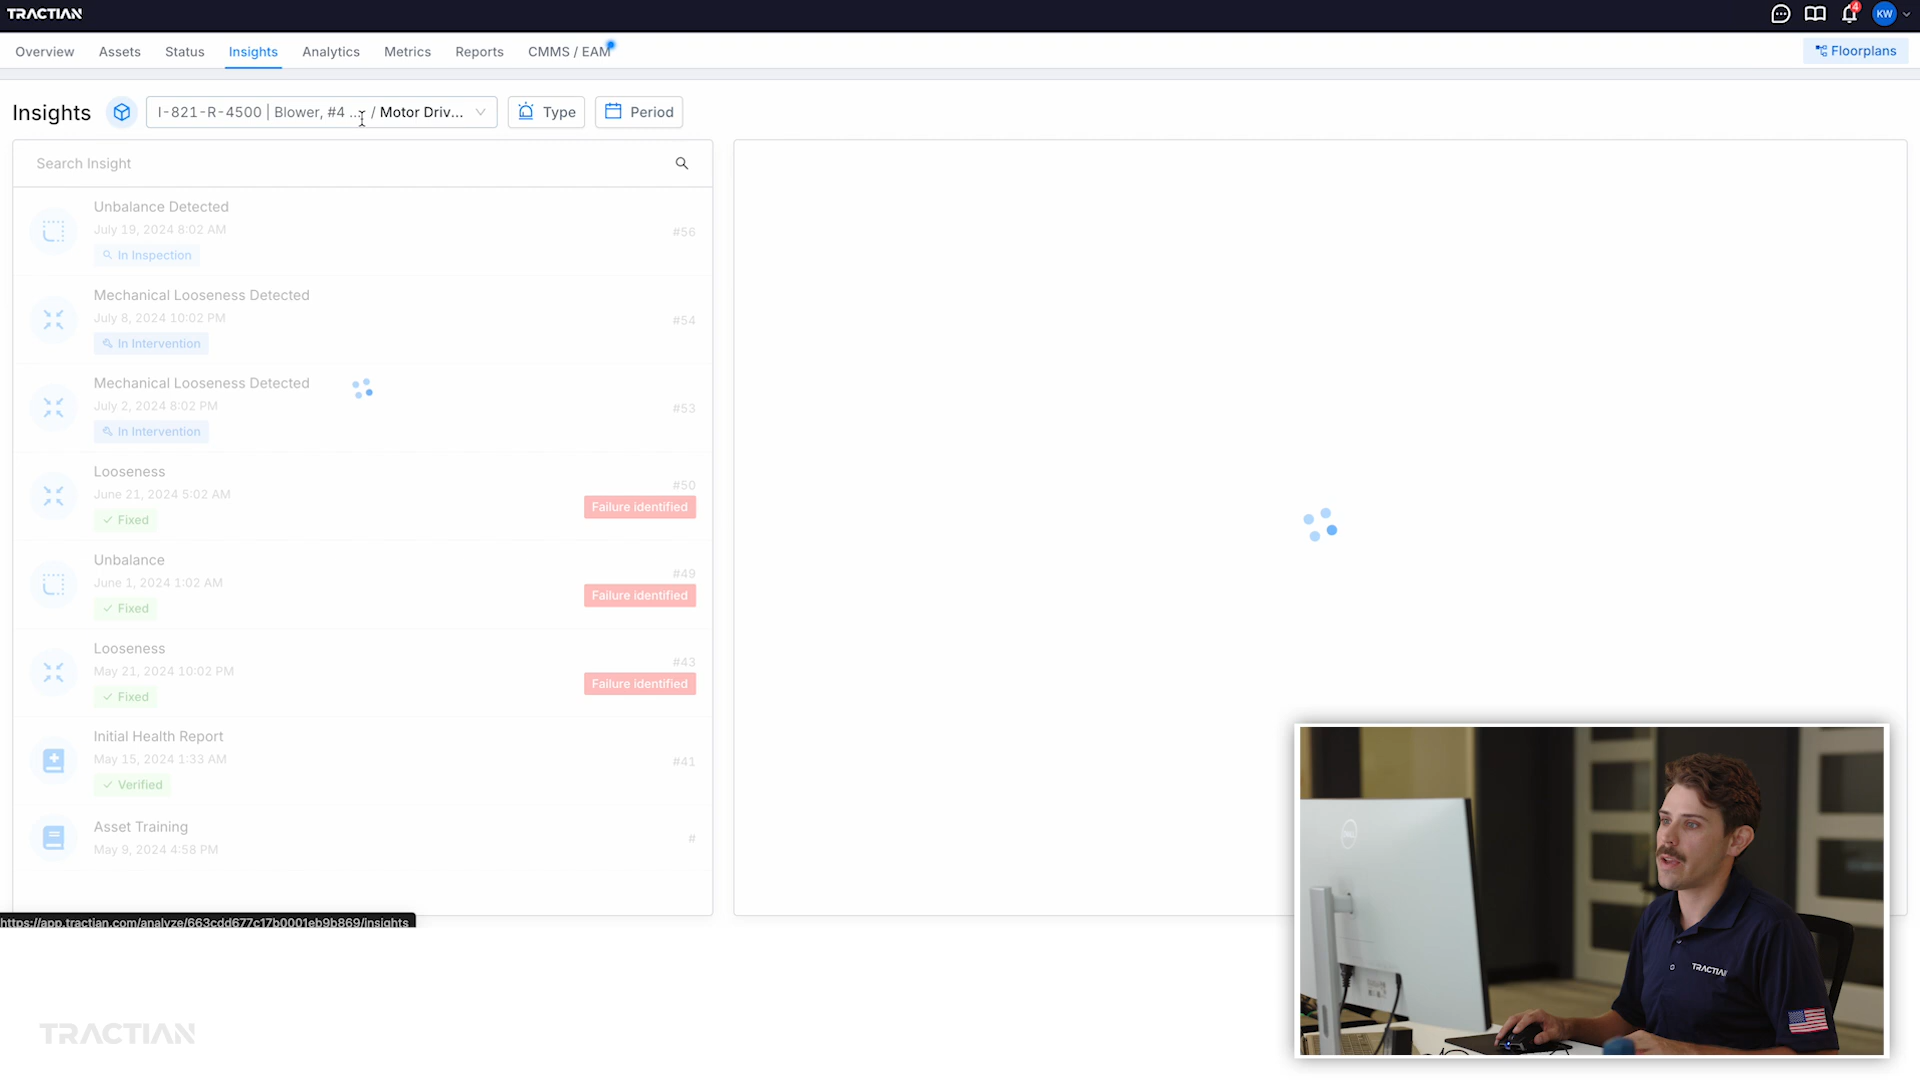 TRACTIAN
4
KW
Overview
Assets
Status
Insights
Analytics
Metrics
Reports
CMMS / EAM
Floorplans
Insights
I-821-R-4500 | Blower, #4 ... / Motor Driv...
Type
Period
Search Insight
Unbalance Detected
July 19, 2024 8:02 AM
#56
In Inspection
Mechanical Looseness Detected
July 8, 2024 10:02 PM
#54
In Intervention
Mechanical Looseness Detected
July 2, 2024 8:02 PM
#53
In Intervention
Looseness
June 21, 2024 5:02 AM
#50
Failure identified
Fixed
Unbalance
June 1, 2024 1:02 AM
#49
Failure identified
Fixed
Looseness
May 21, 2024 10:02 PM
#43
Failure identified
Fixed
Initial Health Report
May 15, 2024 1:33 AM
#41
Verified
Asset Training
May 9, 2024 4:58 PM
#
https://app.tractian.com/analyze/663cdd677c17b0001eb9b869/insights
DELL
TRACTIAN
TRACTIAN